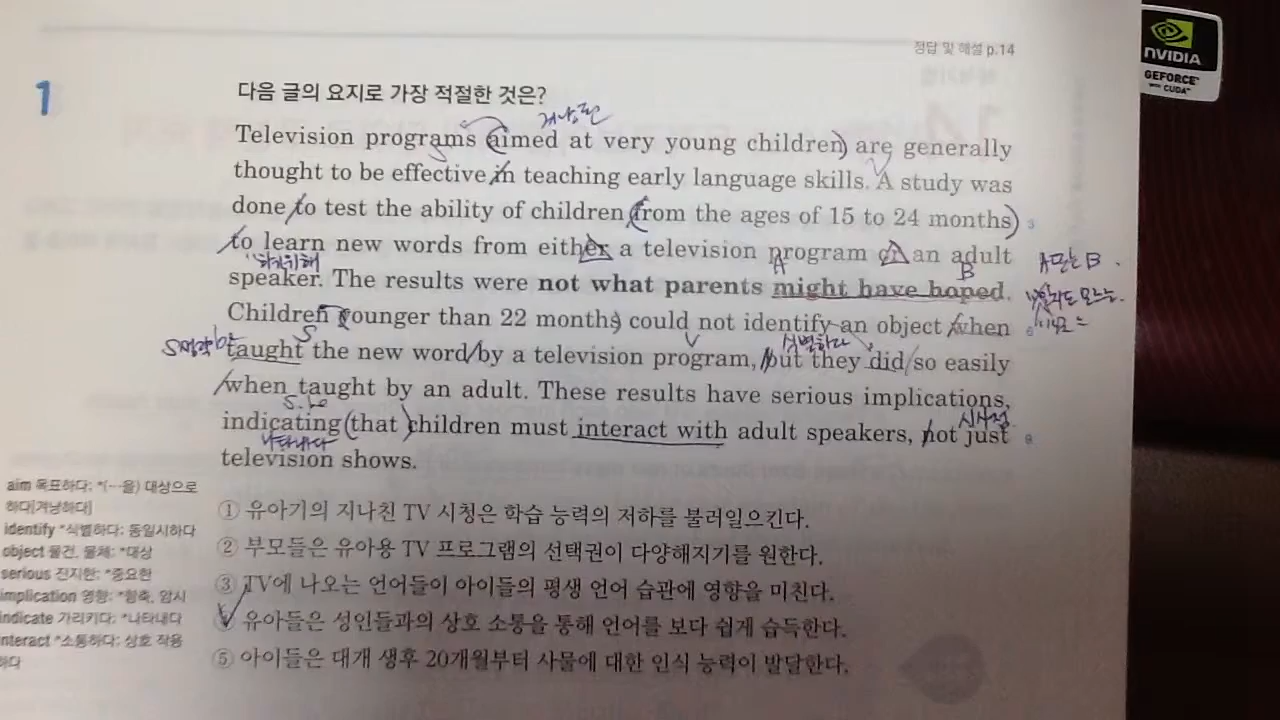 정답 및 해설 p.14
NVIDIA
GEFORCE
WITH CUDA
1
다음 글의 요지로 가장 적절한 것은?
겨냥된
Television programs aimed at very young children) are generally
S
V
thought to be effective in teaching early language skills. A study was
done to test the ability of children (from the ages of 15 to 24 months)
to learn new words from either a television program or an adult
하기위해
A
B
A 또는 B
speaker. The results were not what parents might have hoped.
Children younger than 22 months) could not identify an object when
S
V
식별하다
taught the new word by a television program, but they did so easily
when taught by an adult. These results have serious implications,
S. be
시사점
indicating (that) children must interact with adult speakers, not just
나타내다
television shows.
aim 목표하다; *(…을) 대상으로
하다[겨냥하다]
identify *식별하다; 동일시하다
object 물건, 물체; *대상
serious 진지한; *중요한
implication 영향; *함축, 암시
indicate 가리키다; *나타내다
interact *소통하다; 상호 작용
하다
① 유아기의 지나친 TV 시청은 학습 능력의 저하를 불러일으킨다.
② 부모들은 유아용 TV 프로그램의 선택권이 다양해지기를 원한다.
③ TV에 나오는 언어들이 아이들의 평생 언어 습관에 영향을 미친다.
④ 유아들은 성인들과의 상호 소통을 통해 언어를 보다 쉽게 습득한다.
⑤ 아이들은 대개 생후 20개월부터 사물에 대한 인식 능력이 발달한다.